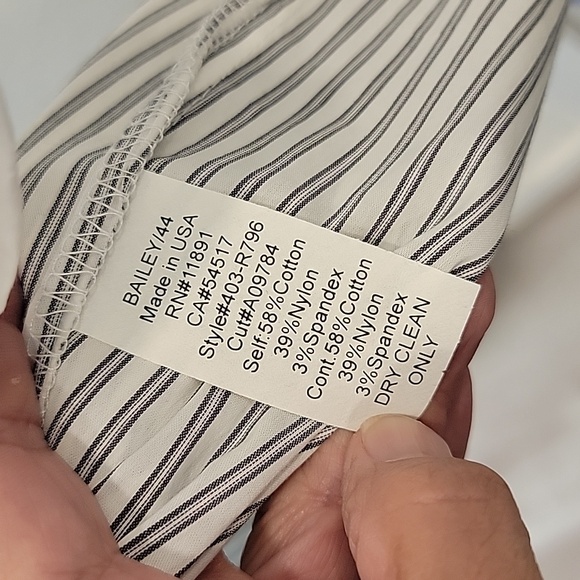 BAILEY/44
Made in USA
RN#11891
CA#54517
Style#403-R796
Cut#A09784
Self:58%Cotton
39%Nylon
3%Spandex
Cont.58%Cotton
39%Nylon
3%Spandex
DRY CLEAN
ONLY